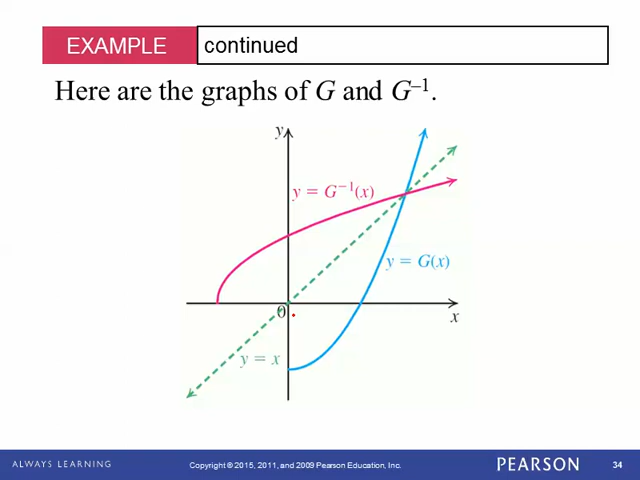 EXAMPLE continued
Here are the graphs of G and G⁻¹.
y
y = G⁻¹(x)
y = G(x)
0
x
y = x
ALWAYS LEARNING Copyright © 2015, 2011, and 2009 Pearson Education, Inc. PEARSON 34